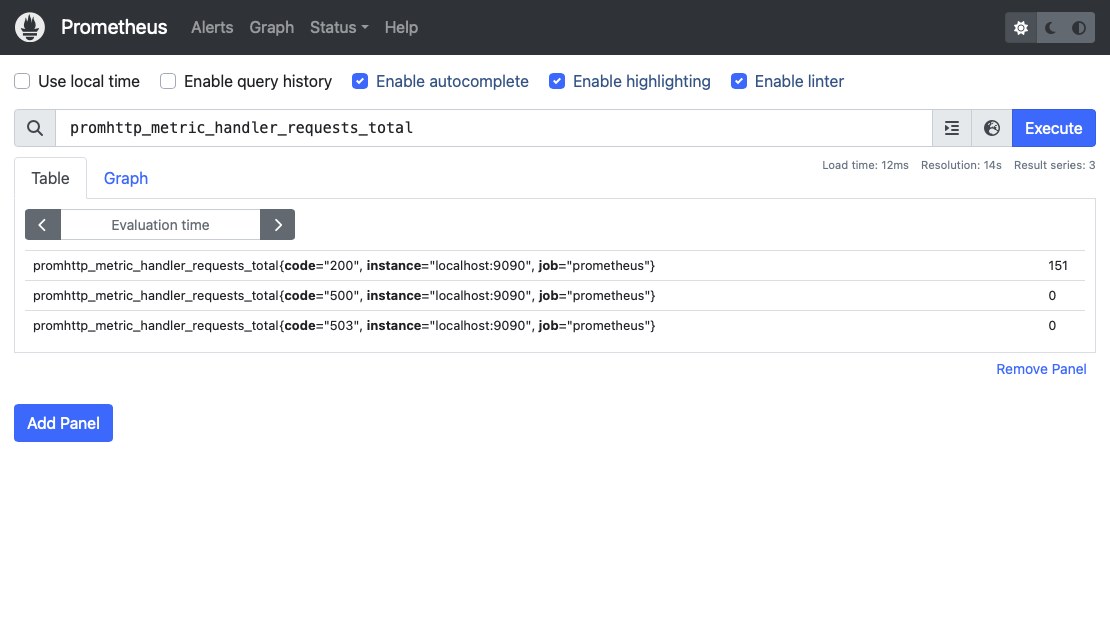 Prometheus Alerts Graph Status Help
Use local time Enable query history Enable autocomplete Enable highlighting Enable linter
promhttp_metric_handler_requests_total Execute
Load time: 12ms Resolution: 14s Result series: 3
Table Graph
Evaluation time
promhttp_metric_handler_requests_total{code="200", instance="localhost:9090", job="prometheus"} 151
promhttp_metric_handler_requests_total{code="500", instance="localhost:9090", job="prometheus"} 0
promhttp_metric_handler_requests_total{code="503", instance="localhost:9090", job="prometheus"} 0
Remove Panel
Add Panel